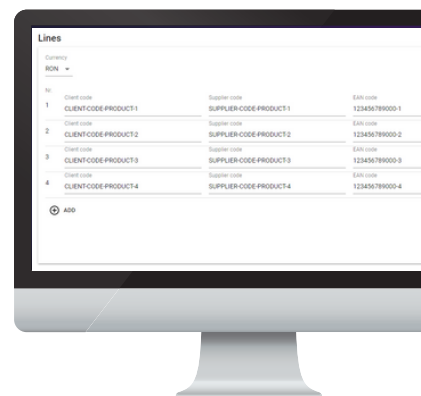 Lines
Currency
RON
Nr.
Client code Supplier code EAN code
1 CLIENT-CODE-PRODUCT-1 SUPPLIER-CODE-PRODUCT-1 123456789000-1
Client code Supplier code EAN code
2 CLIENT-CODE-PRODUCT-2 SUPPLIER-CODE-PRODUCT-2 123456789000-2
Client code Supplier code EAN code
3 CLIENT-CODE-PRODUCT-3 SUPPLIER-CODE-PRODUCT-3 123456789000-3
Client code Supplier code EAN code
4 CLIENT-CODE-PRODUCT-4 SUPPLIER-CODE-PRODUCT-4 123456789000-4
ADD